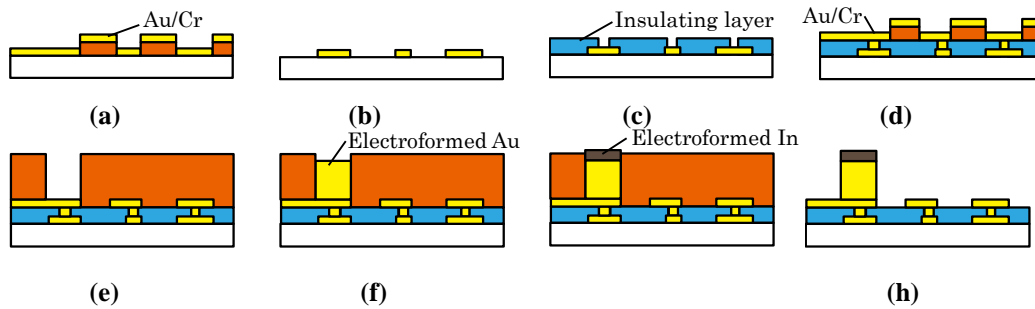 Au/Cr
Insulating layer
Au/Cr
(a)
(b)
(c)
(d)
Electroformed Au
Electroformed In
(e)
(f)
(g)
(h)